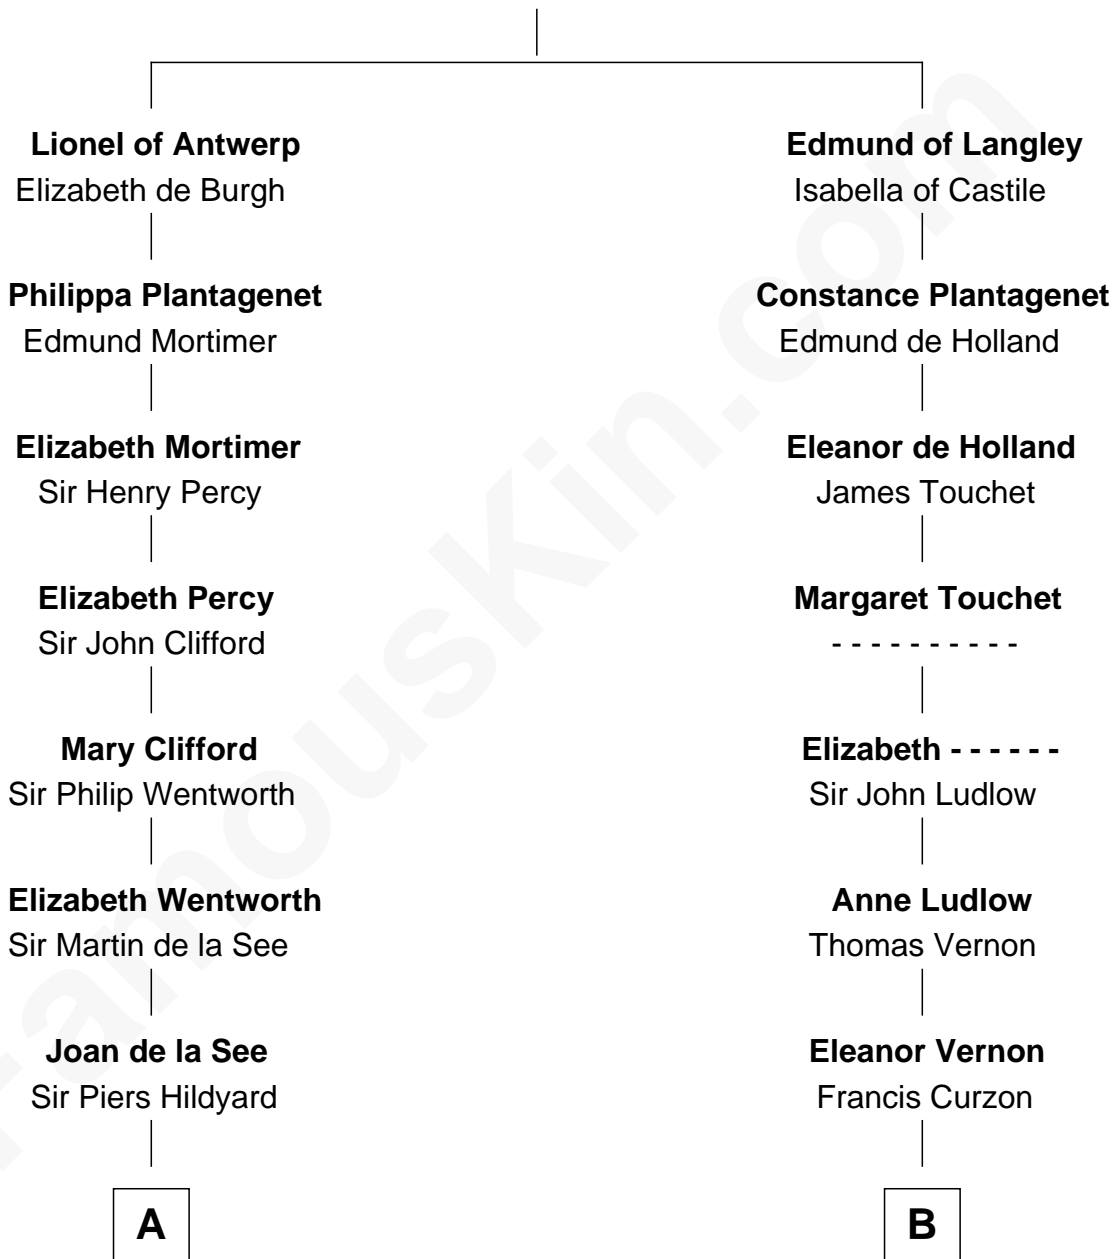 Lionel of Antwerp
Elizabeth de Burgh
Philippa Plantagenet
Edmund Mortimer
Elizabeth Mortimer
Sir Henry Percy
Elizabeth Percy
Sir John Clifford
Mary Clifford
Sir Philip Wentworth
Elizabeth Wentworth
Sir Martin de la See
Joan de la See
Sir Piers Hildyard
A
Edmund of Langley
Isabella of Castile
Constance Plantagenet
Edmund de Holland
Eleanor de Holland
James Touchet
Margaret Touchet
- - - - - - - - - -
Elizabeth - - - - - -
Sir John Ludlow
Anne Ludlow
Thomas Vernon
Eleanor Vernon
Francis Curzon
B
FamousKin.com